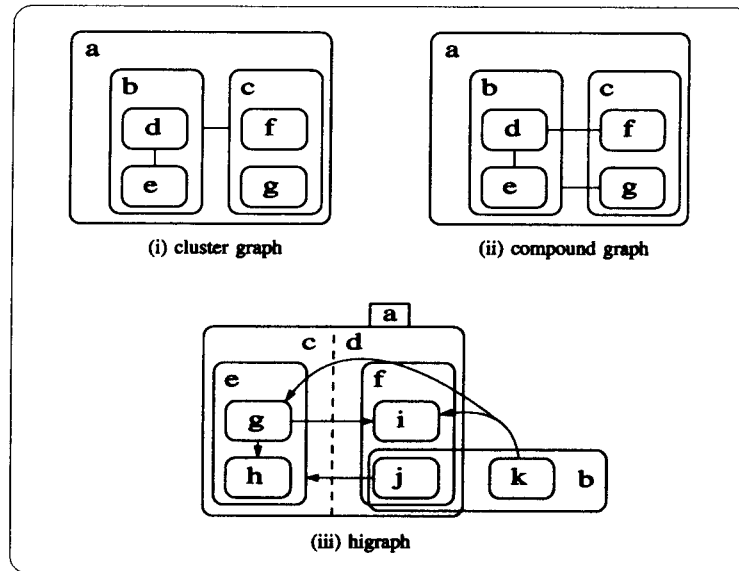 a
a
b
c
b
c
d
f
d
f
e
g
e
g
(i) cluster graph
(ii) compound graph
a
c
d
e
f
g
i
h
j
k
b
(iii) higraph